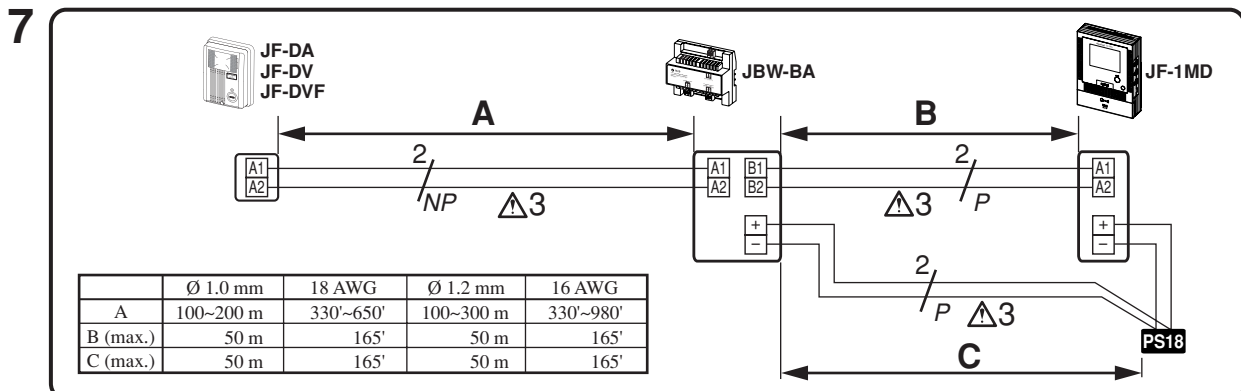 7
JF-DA
JF-DV
JF-DVF
JBW-BA
JF-1MD
A
B
A1 2 A1 B1 2 A1
A2 A2 B2 A2
NP ⚠3 ⚠3 P
+ +
− −
2
P ⚠3
PS18
C
Ø 1.0 mm 18 AWG Ø 1.2 mm 16 AWG
A 100~200 m 330'~650' 100~300 m 330'~980'
B (max.) 50 m 165' 50 m 165'
C (max.) 50 m 165' 50 m 165'